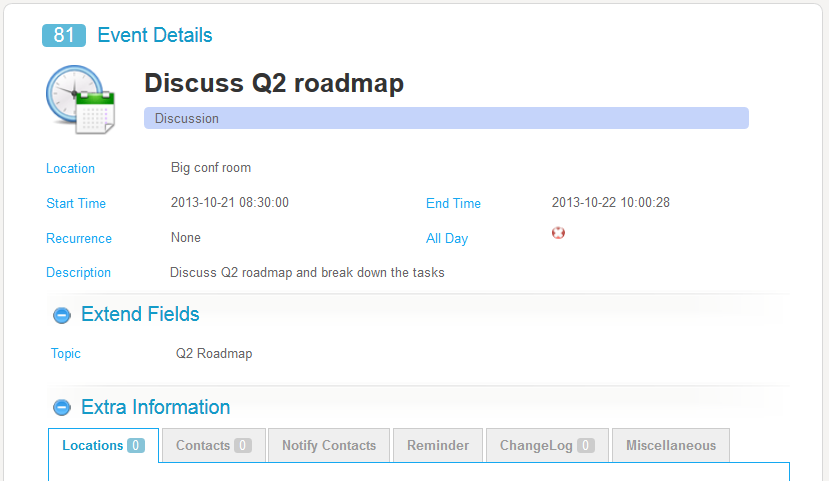 81 Event Details
Discuss Q2 roadmap
Discussion
Location Big conf room
Start Time 2013-10-21 08:30:00 End Time 2013-10-22 10:00:28
Recurrence None All Day
Description Discuss Q2 roadmap and break down the tasks
Extend Fields
Topic Q2 Roadmap
Extra Information
Locations 0 Contacts 0 Notify Contacts Reminder ChangeLog 0 Miscellaneous